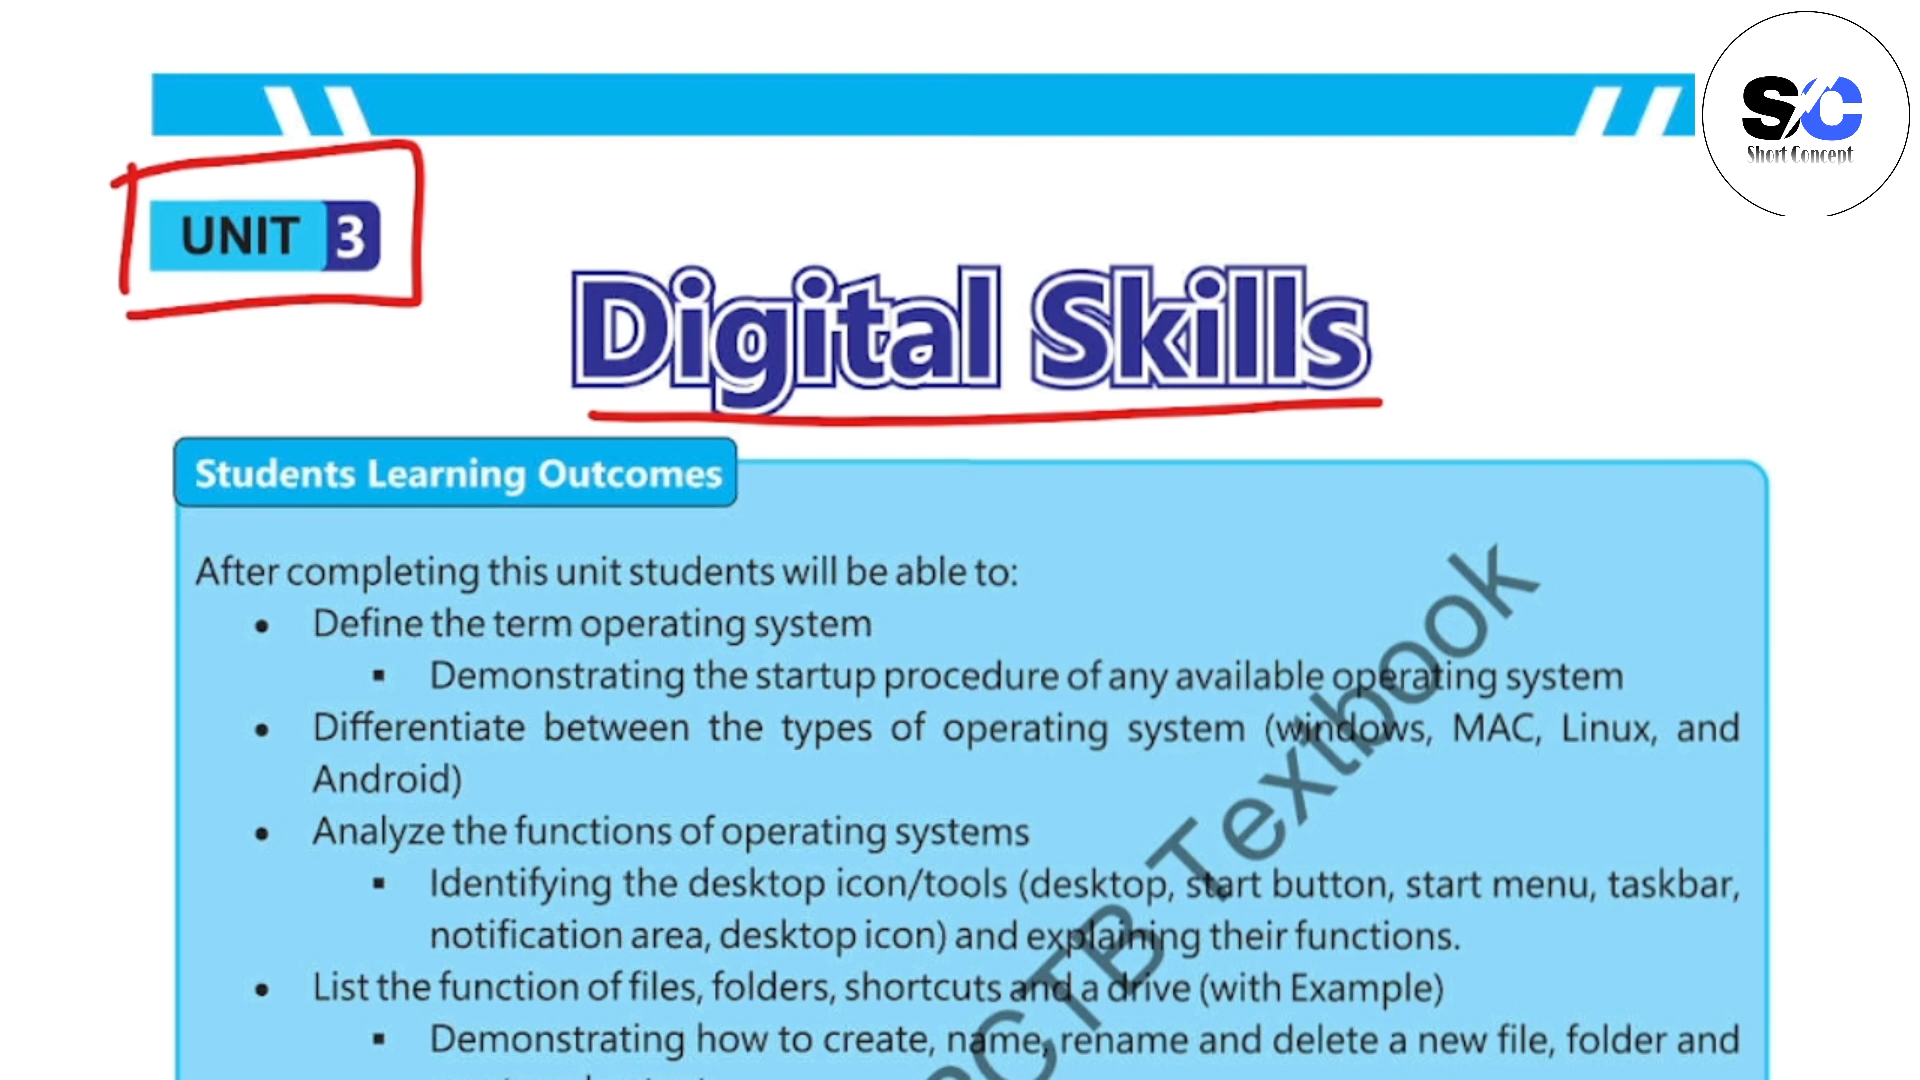 SC
Short Concept
UNIT 3
Digital Skills
Students Learning Outcomes
After completing this unit students will be able to:
• Define the term operating system
▪ Demonstrating the startup procedure of any available operating system
• Differentiate between the types of operating system (windows, MAC, Linux, and
Android)
• Analyze the functions of operating systems
▪ Identifying the desktop icon/tools (desktop, start button, start menu, taskbar,
notification area, desktop icon) and explaining their functions.
• List the function of files, folders, shortcuts and a drive (with Example)
▪ Demonstrating how to create, name, rename and delete a new file, folder and
CTB Textbook